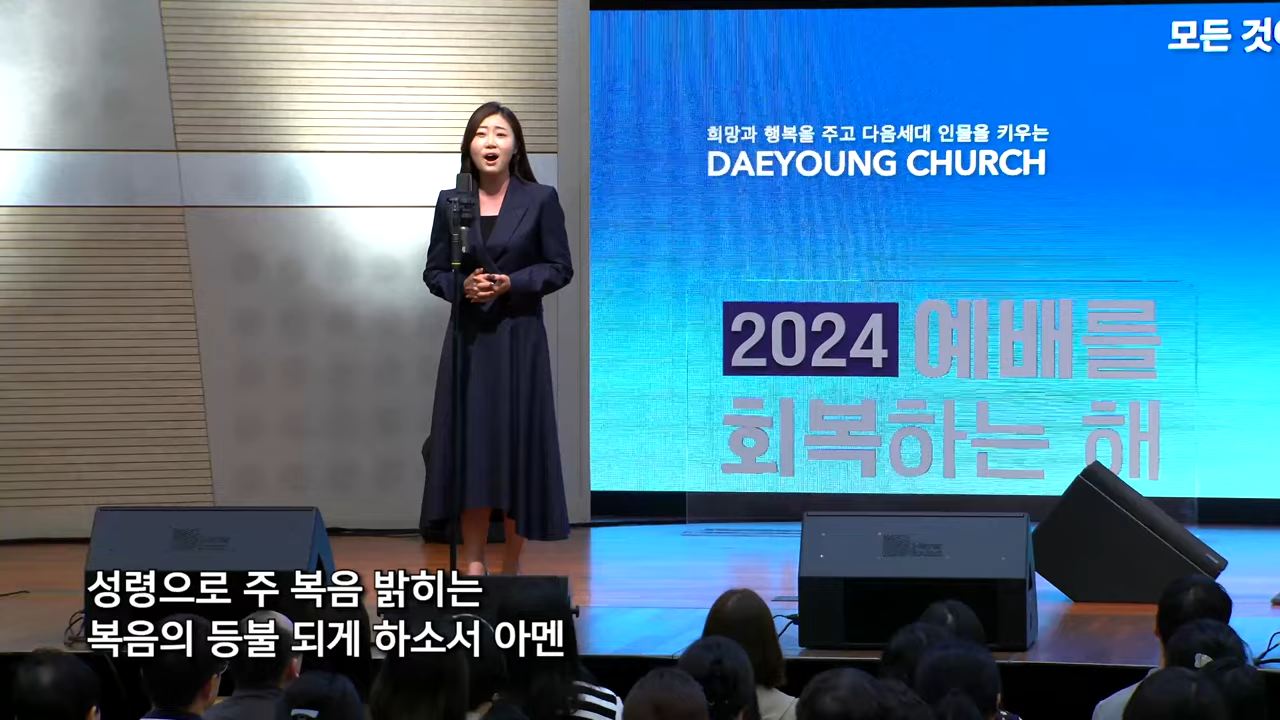 모든 것
희망과 행복을 주고 다음세대 인물을 키우는
DAEYOUNG CHURCH
2024 예배를
회복하는 해
성령으로 주 복음 밝히는
복음의 등불 되게 하소서 아멘